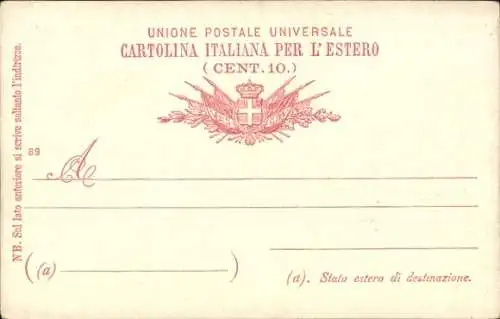 UNIONE POSTALE UNIVERSALE
CARTOLINA ITALIANA PER L'ESTERO
(CENT. 10.)
NB. Sul lato anteriore si scrive soltanto l'indirizzo.
89
A
(a)
(a). Stato estero di destinazione.